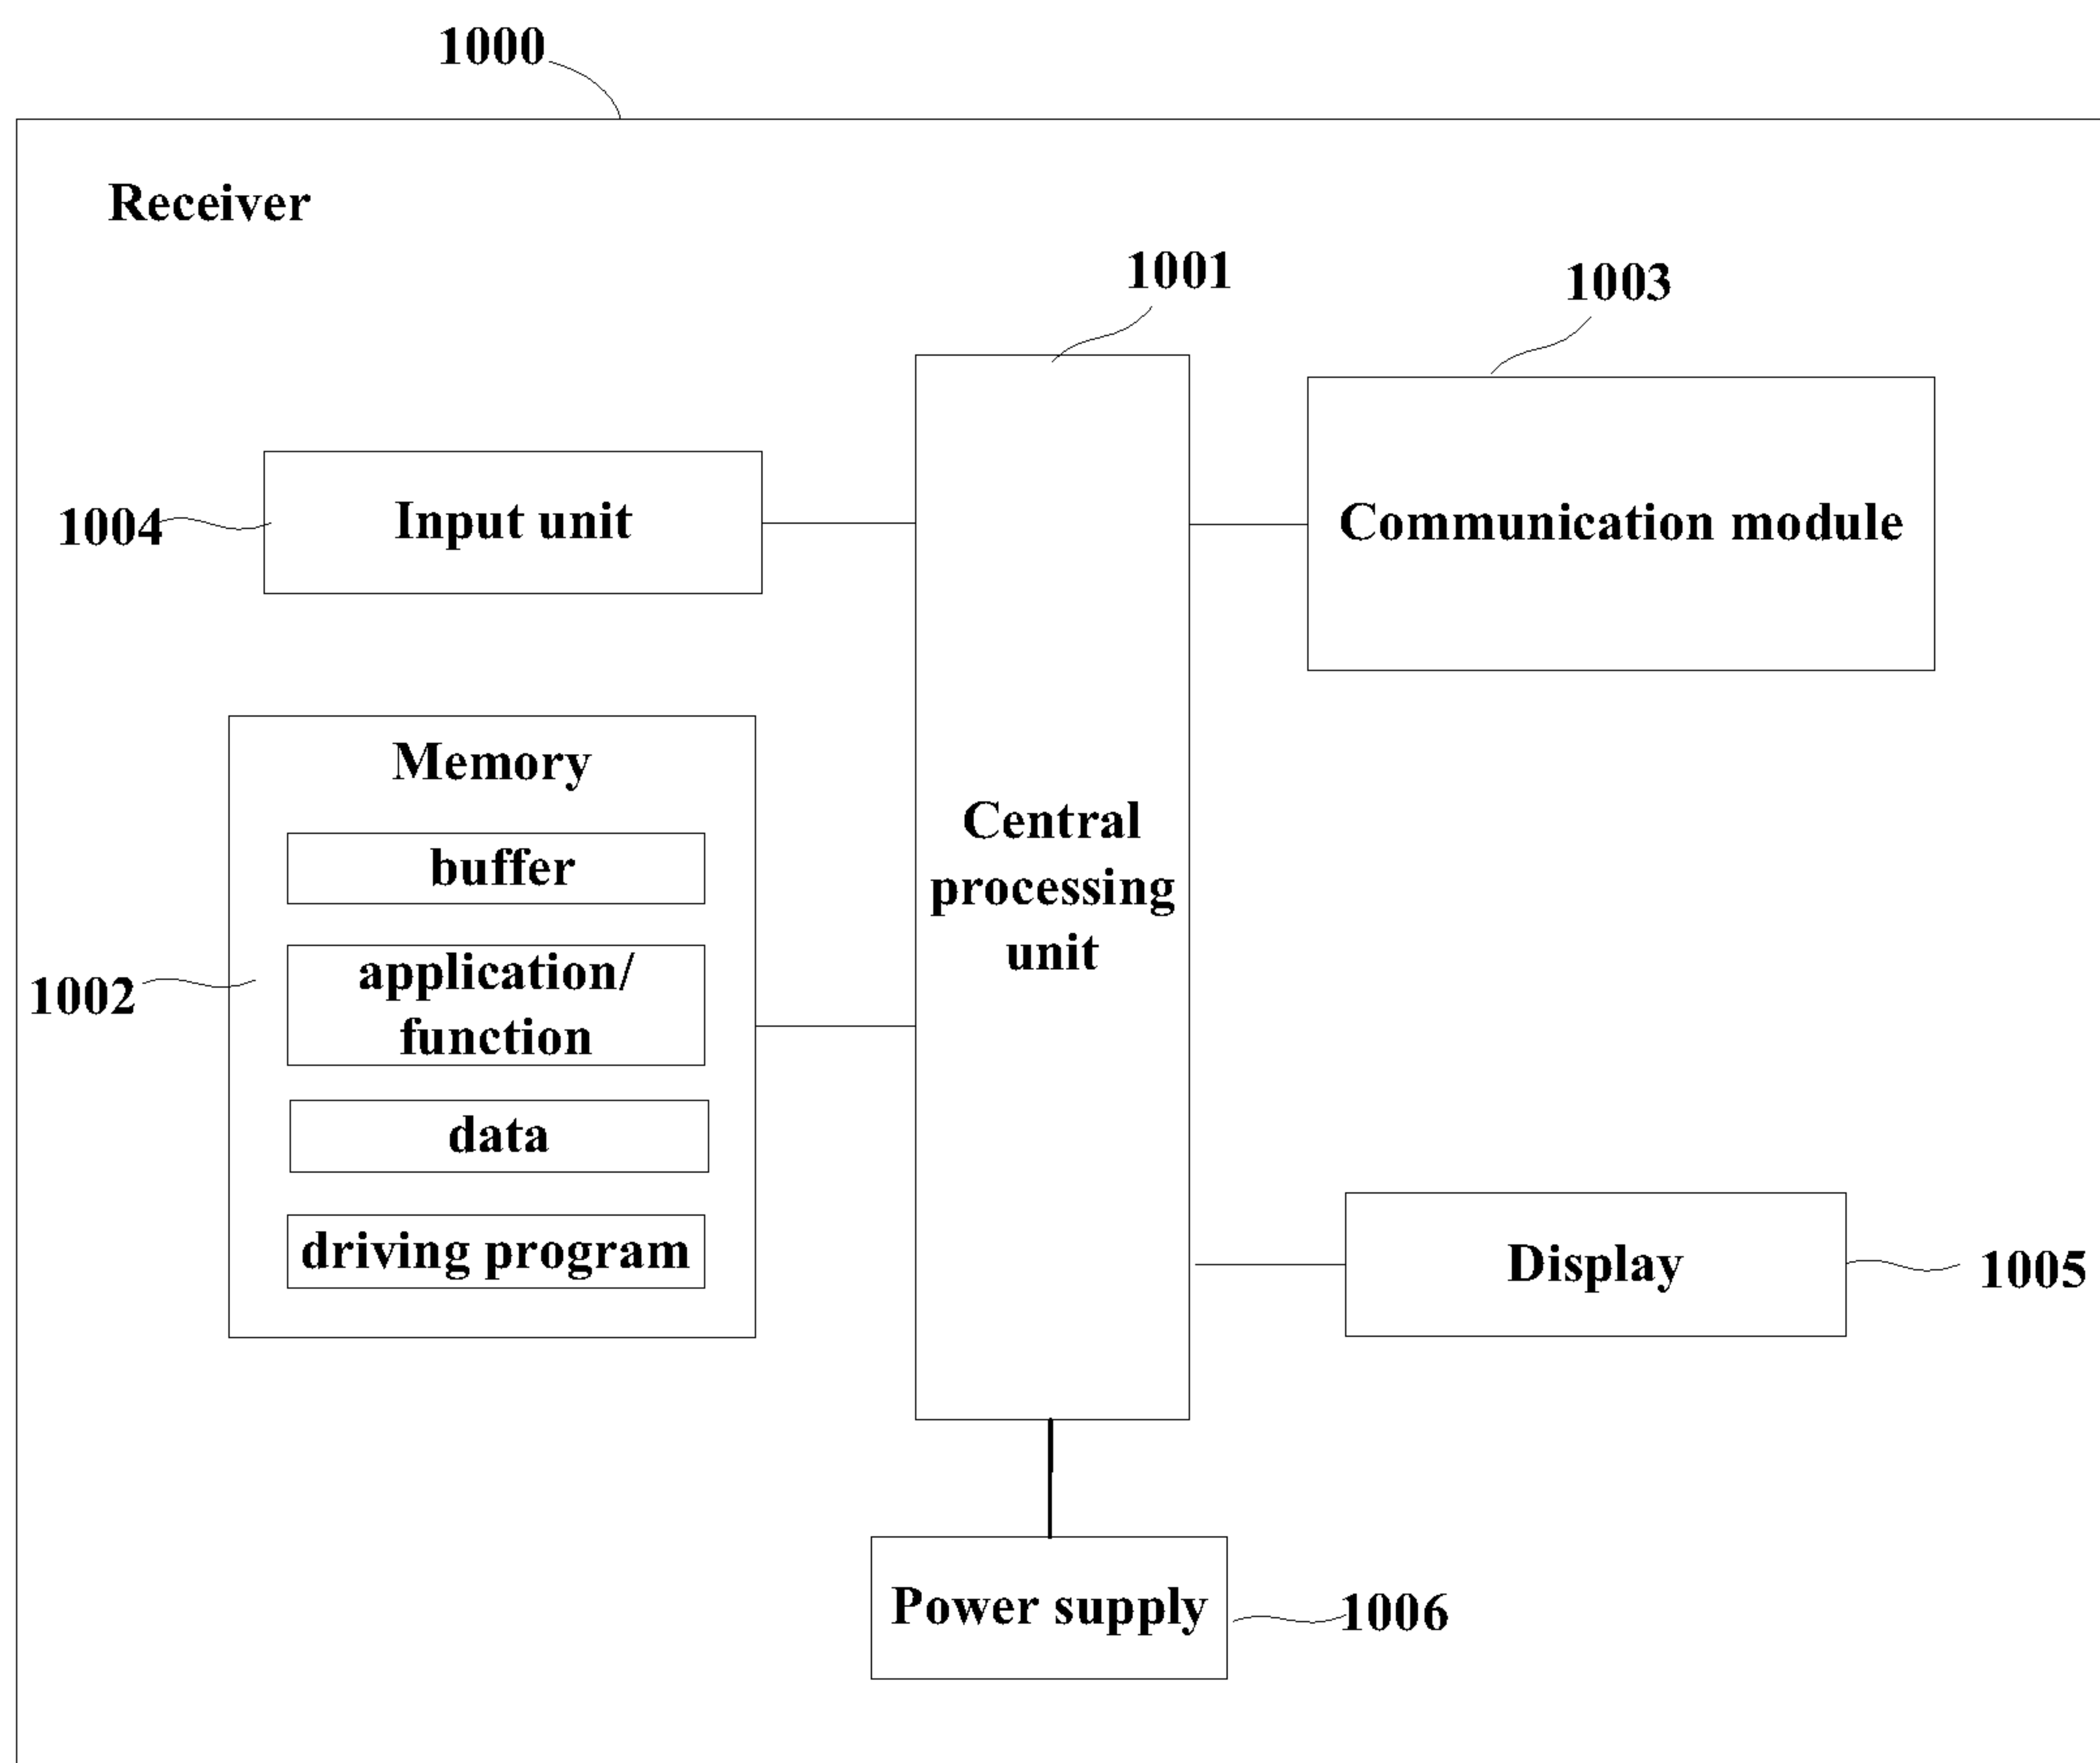 1000
Receiver
1001
1003
1004
Input unit
Communication module
Memory
buffer
application/
function
data
driving program
1002
Central
processing
unit
Display
1005
Power supply
1006